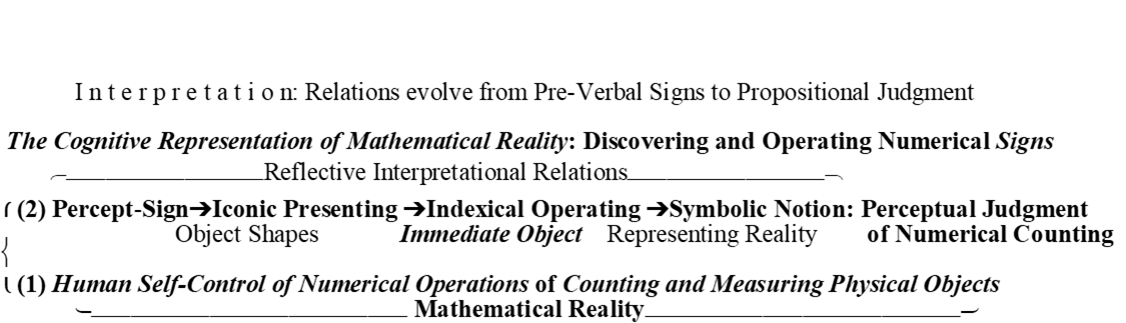 I n t e r p r e t a t i o n: Relations evolve from Pre-Verbal Signs to Propositional Judgment
The Cognitive Representation of Mathematical Reality: Discovering and Operating Numerical Signs
Reflective Interpretational Relations
(2) Percept-Sign➔Iconic Presenting ➔Indexical Operating ➔Symbolic Notion: Perceptual Judgment
Object Shapes Immediate Object Representing Reality of Numerical Counting
(1) Human Self-Control of Numerical Operations of Counting and Measuring Physical Objects
Mathematical Reality